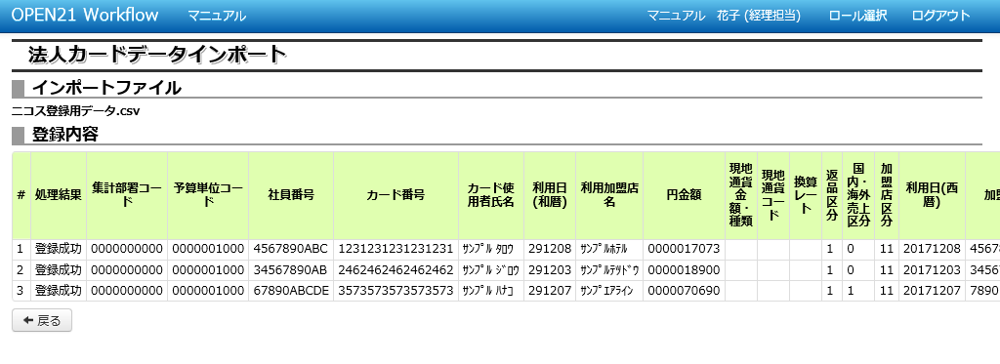 OPEN21 Workflow マニュアル マニュアル 花子 (経理担当) ロール選択 ログアウト
法人カードデータインポート
インポートファイル
ニコス登録用データ.csv
登録内容
# 処理結果 集計部署コード 予算単位コード 社員番号 カード番号 カード使用者氏名 利用日(和暦) 利用加盟店名 円金額 現地通貨金額・種類 現地通貨コード 換算レート 返品区分 国内・海外売上区分 加盟店区分 利用日(西暦) 加盟
1 登録成功 0000000000 0000001000 4567890ABC 1231231231231231 ｻﾝﾌﾟﾙ ﾀﾛｳ 291208 ｻﾝﾌﾟﾙﾎﾃﾙ 0000017073 1 0 11 20171208 45678
2 登録成功 0000000000 0000001000 34567890AB 2462462462462462 ｻﾝﾌﾟﾙ ｼﾞﾛｳ 291203 ｻﾝﾌﾟﾙﾃﾂﾄﾞｳ 0000018900 1 0 11 20171203 34567
3 登録成功 0000000000 0000001000 67890ABCDE 3573573573573573 ｻﾝﾌﾟﾙ ﾊﾅｺ 291207 ｻﾝﾌﾟﾙｴｱﾗｲﾝ 0000070690 1 1 11 20171207 7890
戻る